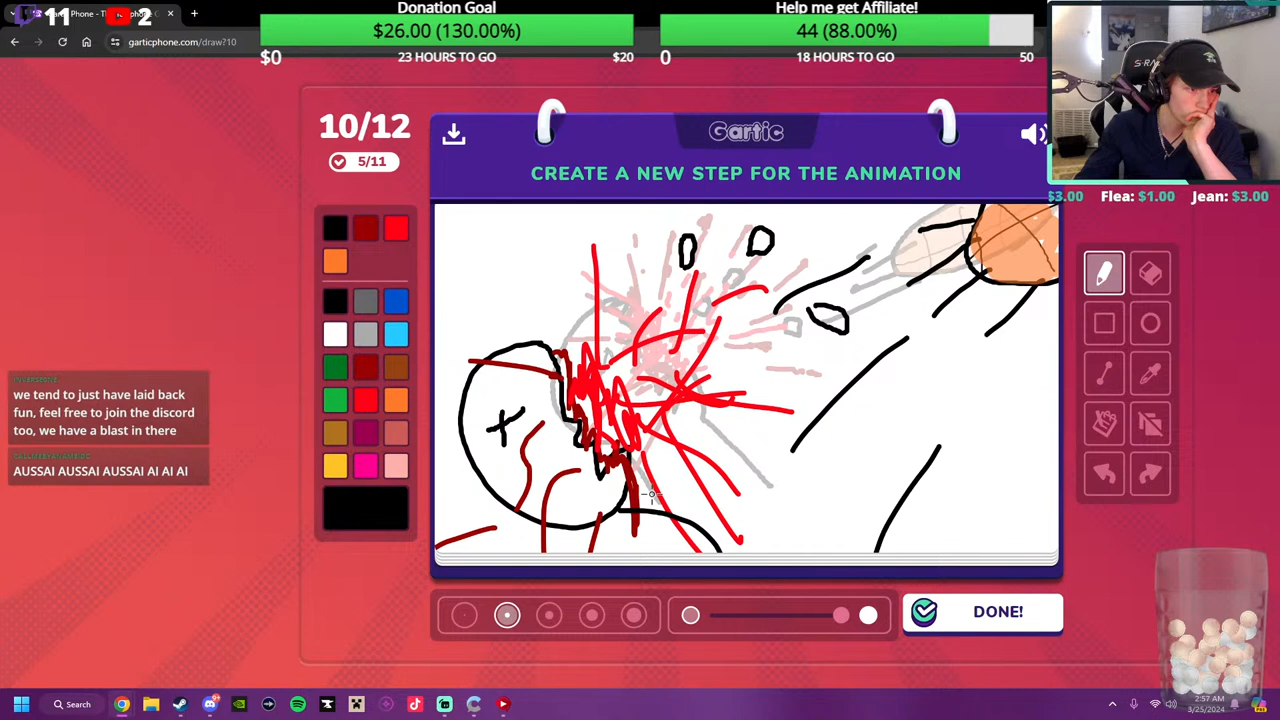 11
2
garticphone.com/draw?10
Donation Goal
$26.00 (130.00%)
$0
23 HOURS TO GO
$20
Help me get Affiliate!
44 (88.00%)
0
18 HOURS TO GO
50
$3.00 Flea: $1.00 Jean: $3.00
10/12
5/11
Gartic
CREATE A NEW STEP FOR THE ANIMATION
we tend to just have laid back
fun, feel free to join the discord
too, we have a blast in there
AUSSAI AUSSAI AUSSAI AI AI AI
DONE!
Search
2:57 AM
3/25/2024